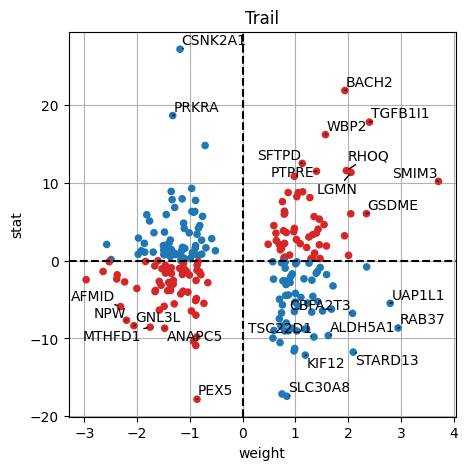 Trail
CSNK2A1
BACH2
PRKRA
TGFB1I1
WBP2
SFTPD
RHOQ
PTPRE
SMIM3
LGMN
GSDME
AFMID
CBFA2T3
UAP1L1
NPW
GNL3L
RAB37
MTHFD1
ANAPC5
TSC22D1
ALDH5A1
KIF12
STARD13
PEX5
SLC30A8
stat
20
10
0
−10
−20
−3
−2
−1
0
1
2
3
4
weight